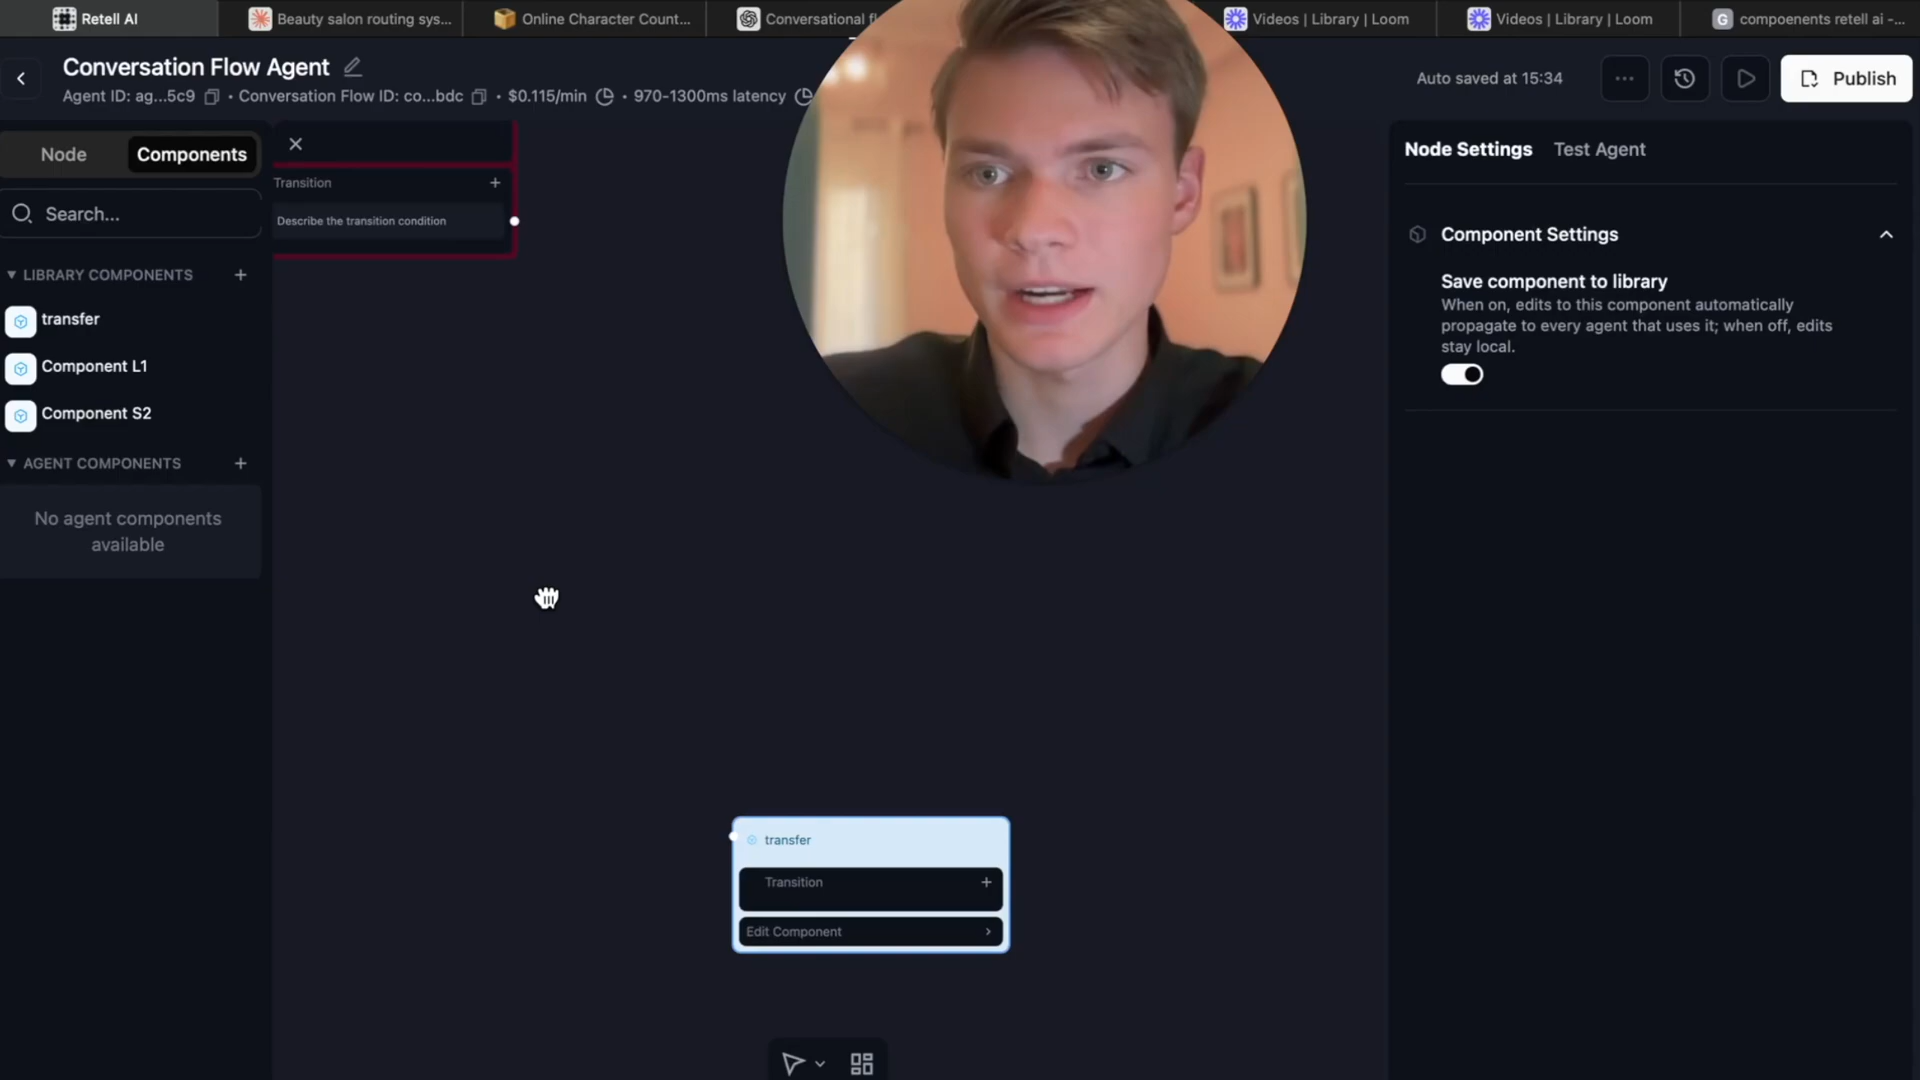 Retell AI
Beauty salon routing sys...
Online Character Count...
Conversational fl
Videos | Library | Loom
Videos | Library | Loom
G compoenents retell ai -...
Conversation Flow Agent
Auto saved at 15:34
Publish
Agent ID: ag...5c9 • Conversation Flow ID: co...bdc • $0.115/min • 970-1300ms latency
Node
Components
Search...
LIBRARY COMPONENTS
transfer
Component L1
Component S2
AGENT COMPONENTS
No agent components
available
Transition
Describe the transition condition
transfer
Transition
Edit Component
Node Settings
Test Agent
Component Settings
Save component to library
When on, edits to this component automatically
propagate to every agent that uses it; when off, edits
stay local.